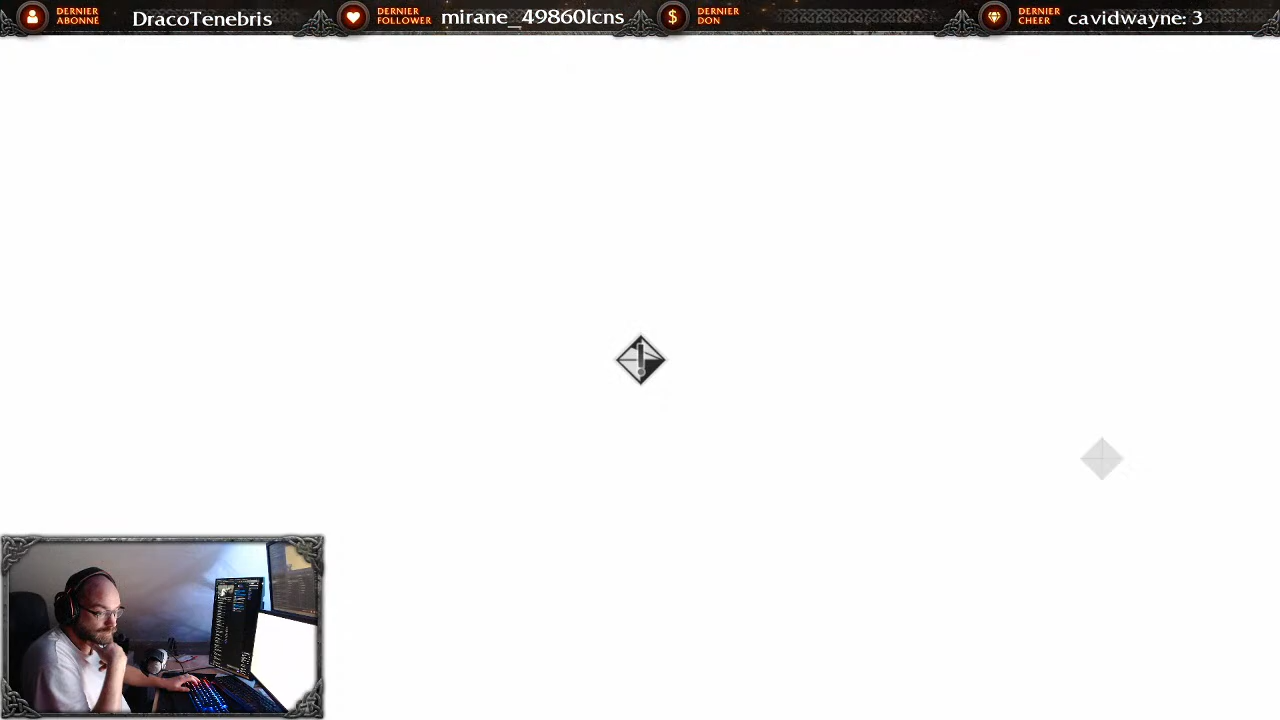 DERNIER
ABONNÉ
DracoTenebris
DERNIER
FOLLOWER
mirane_49860lcns
DERNIER
DON
DERNIER
CHEER
cavidwayne: 3